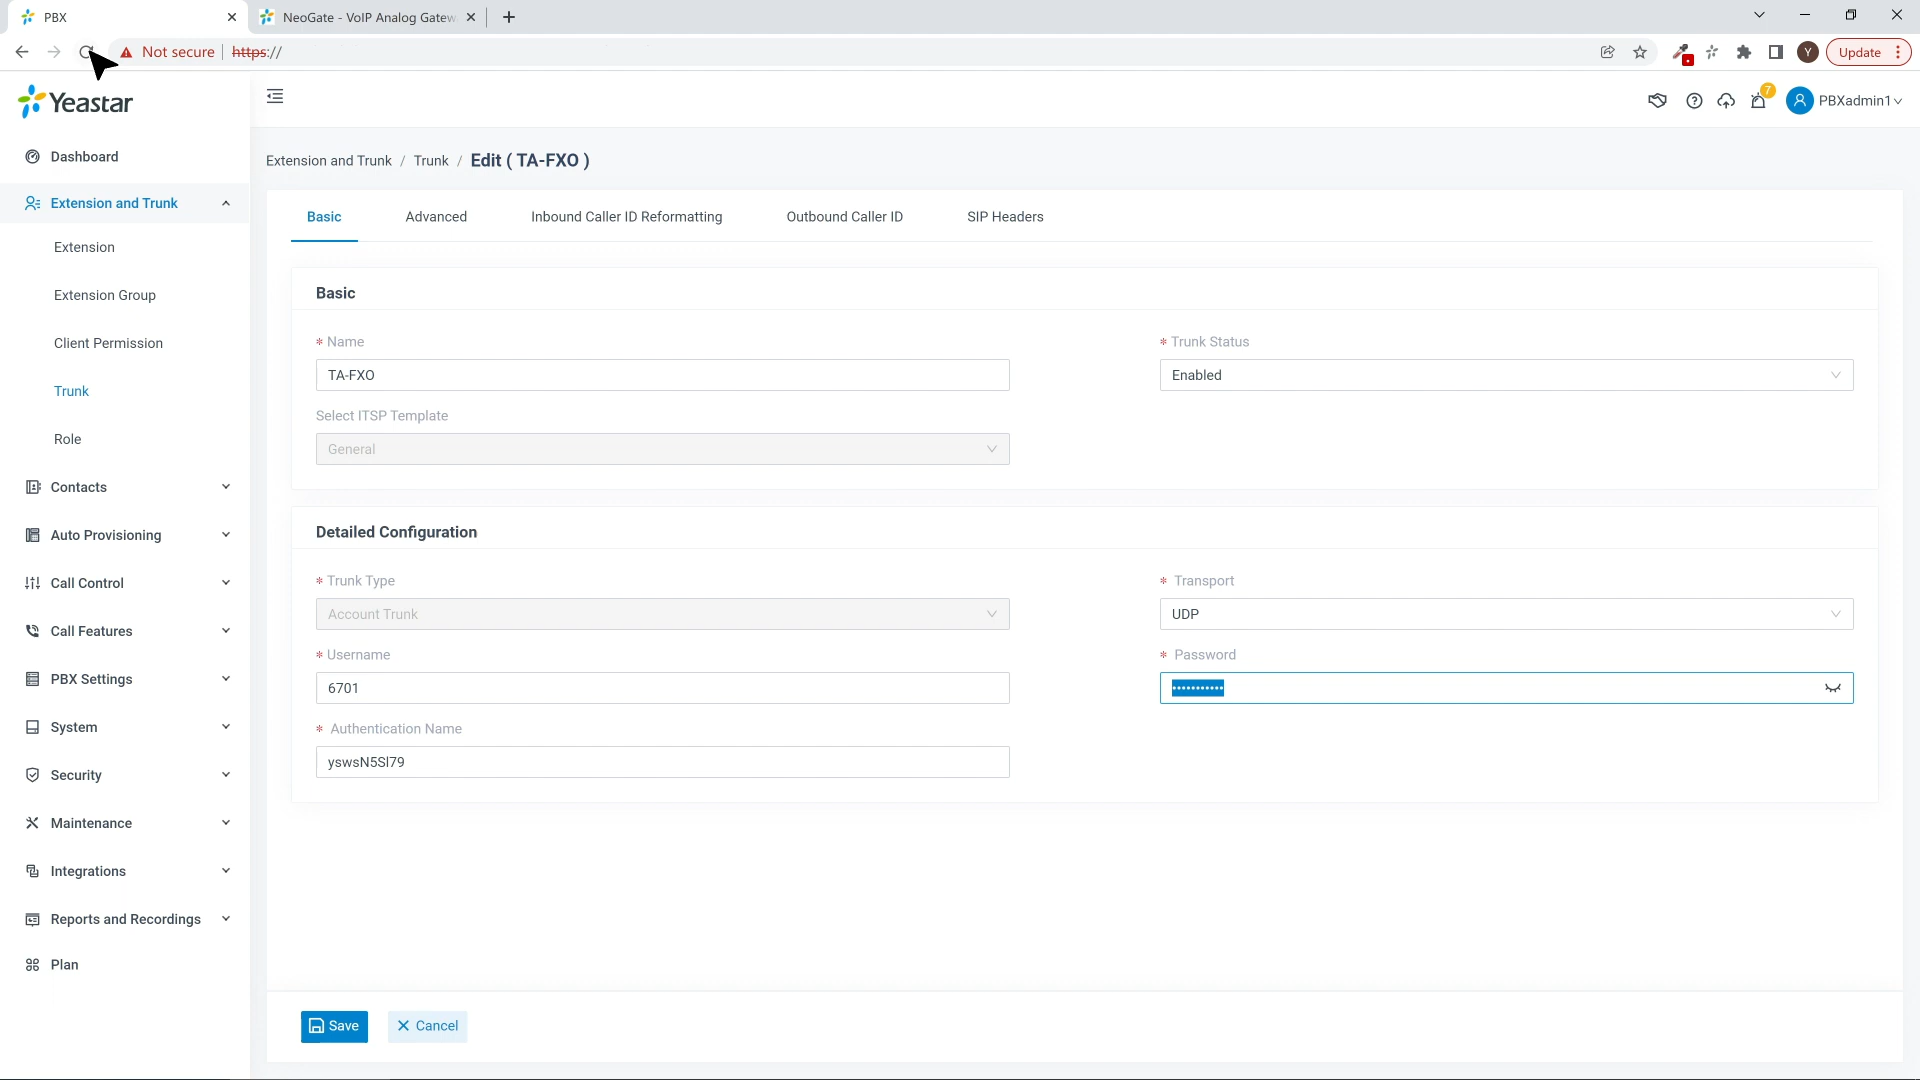 PBX
NeoGate - VoIP Analog Gatew
Not secure
https://
Y
Update
Yeastar
7
PBXadmin1
Dashboard
Extension and Trunk / Trunk / Edit ( TA-FXO )
Extension and Trunk
Basic
Advanced
Inbound Caller ID Reformatting
Outbound Caller ID
SIP Headers
Extension
Extension Group
Client Permission
Trunk
Role
Contacts
Auto Provisioning
Call Control
Call Features
PBX Settings
System
Security
Maintenance
Integrations
Reports and Recordings
Plan
Basic
* Name
TA-FXO
* Trunk Status
Enabled
Select ITSP Template
General
Detailed Configuration
* Trunk Type
Account Trunk
* Transport
UDP
* Username
6701
* Password
•••••••••••
* Authentication Name
yswsN5Sl79
Save
Cancel